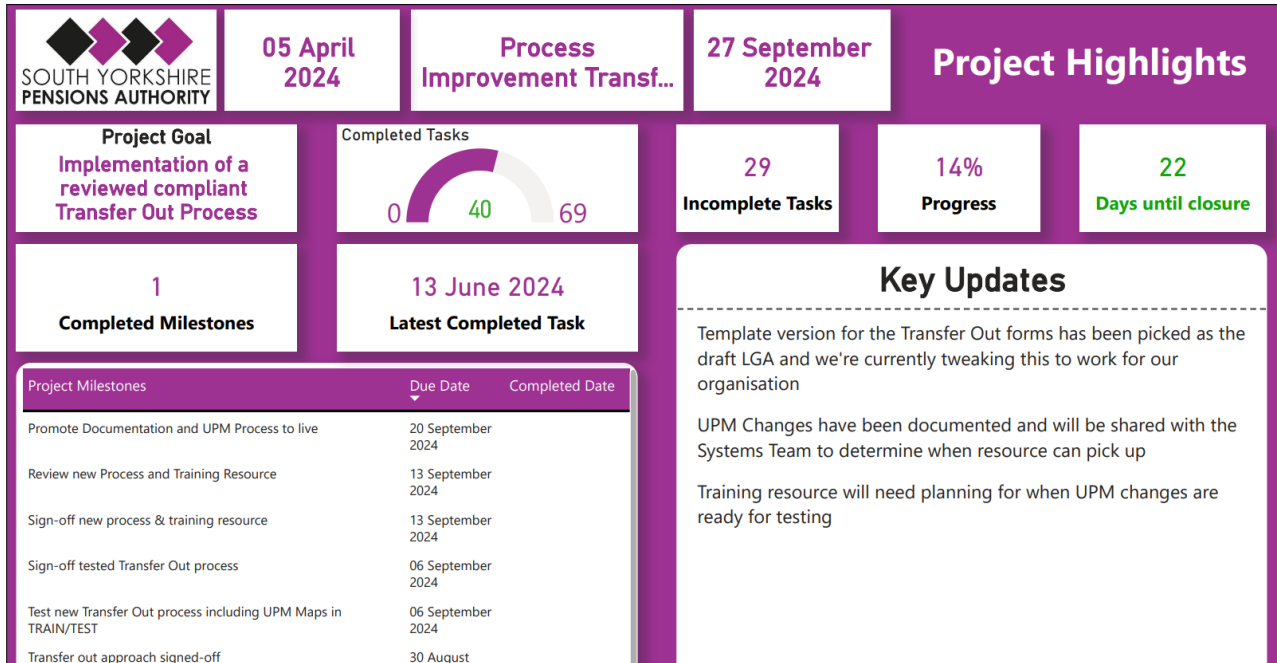 SOUTH YORKSHIRE
PENSIONS AUTHORITY
05 April
2024
Process
Improvement Transf...
27 September
2024
Project Highlights
Project Goal
Implementation of a
reviewed compliant
Transfer Out Process
Completed Tasks
0
40
69
29
Incomplete Tasks
14%
Progress
22
Days until closure
1
Completed Milestones
13 June 2024
Latest Completed Task
Project Milestones Due Date Completed Date
Promote Documentation and UPM Process to live 20 September
2024
Review new Process and Training Resource 13 September
2024
Sign-off new process & training resource 13 September
2024
Sign-off tested Transfer Out process 06 September
2024
Test new Transfer Out process including UPM Maps in 06 September
TRAIN/TEST 2024
Transfer out approach signed-off 30 August
Key Updates
Template version for the Transfer Out forms has been picked as the
draft LGA and we're currently tweaking this to work for our
organisation
UPM Changes have been documented and will be shared with the
Systems Team to determine when resource can pick up
Training resource will need planning for when UPM changes are
ready for testing